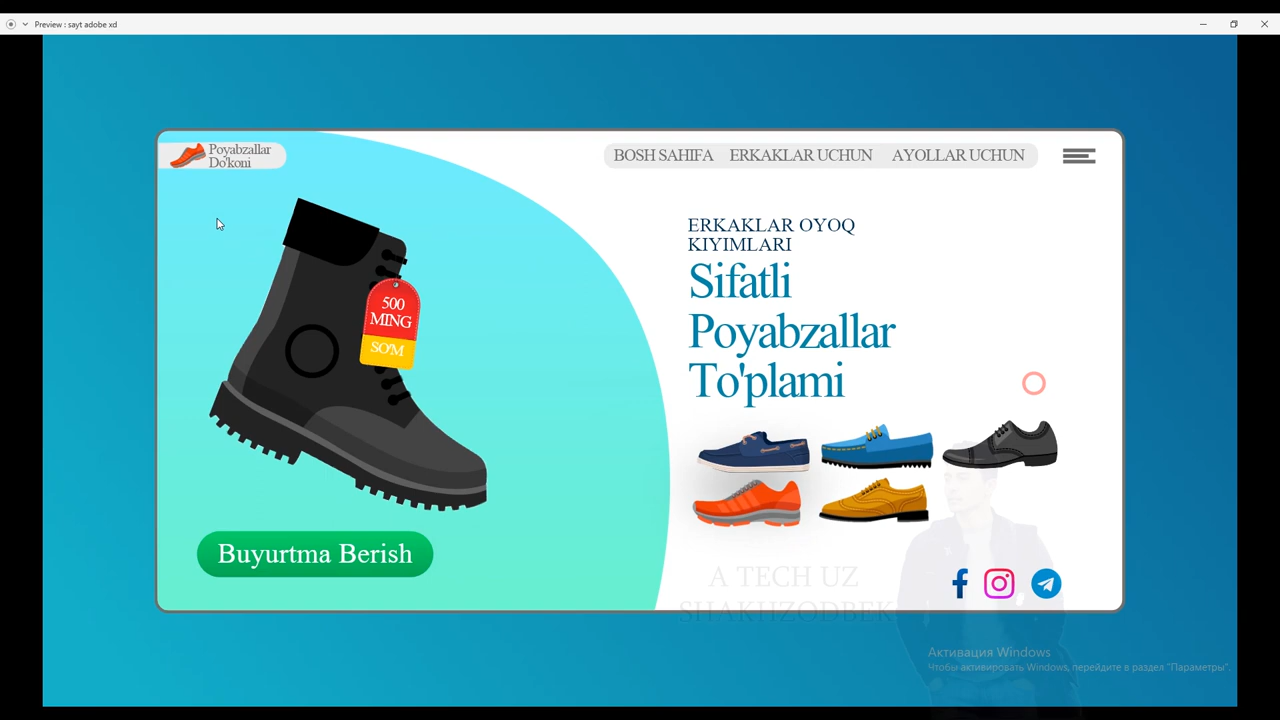 Preview : sayt adobe xd
Poyabzallar
Do'koni
BOSH SAHIFA ERKAKLAR UCHUN AYOLLAR UCHUN
ERKAKLAR OYOQ
KIYIMLARI
Sifatli
Poyabzallar
To'plami
500
MING
SO'M
Buyurtma Berish
A TECH UZ
SHAKHZODBEK
Активация Windows
Чтобы активировать Windows, перейдите в раздел "Параметры".